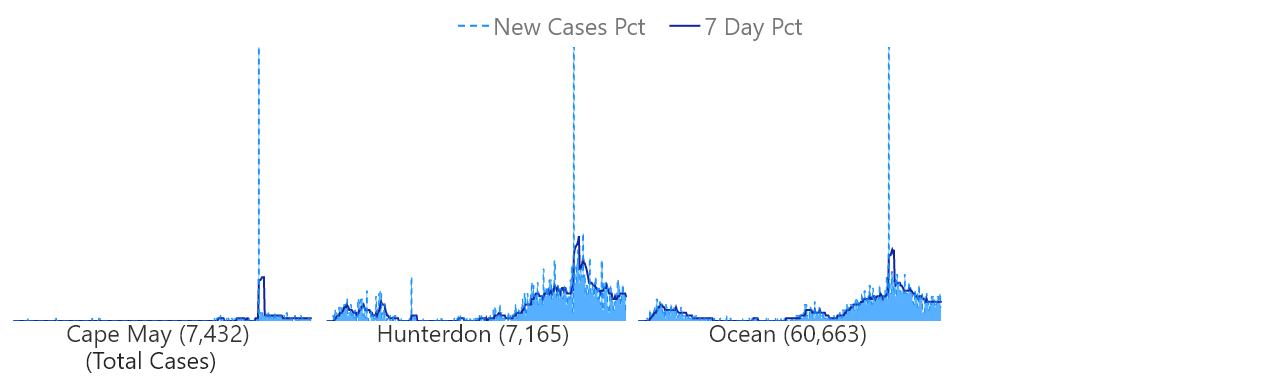 New Cases Pct 7 Day Pct
Cape May (7,432) Hunterdon (7,165) Ocean (60,663)
(Total Cases)